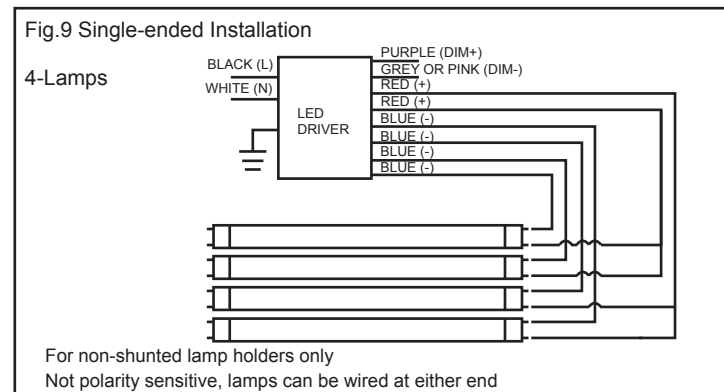 Fig.9 Single-ended Installation
4-Lamps
BLACK (L)
WHITE (N)
LED
DRIVER
PURPLE (DIM+)
GREY OR PINK (DIM-)
RED (+)
RED (+)
BLUE (-)
BLUE (-)
BLUE (-)
BLUE (-)
For non-shunted lamp holders only
Not polarity sensitive, lamps can be wired at either end